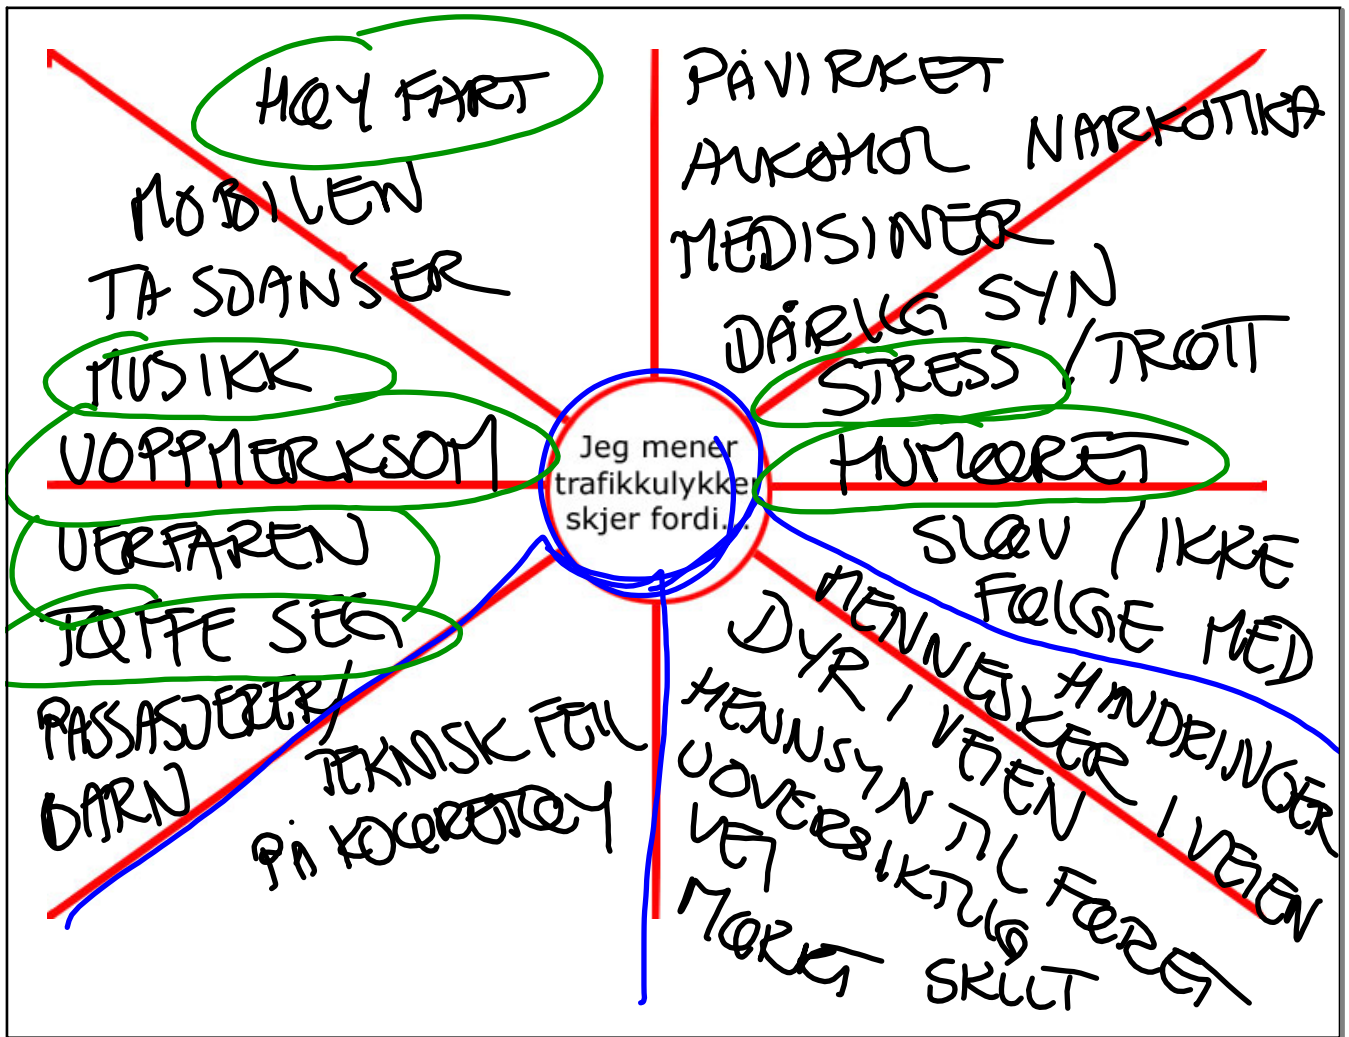 HØY FART
MOBILEN
TA SJANSER
MUSIKK
UOPPMERKSOM
UERFAREN
TØFFE SEG
PASSASJERER/
BARN
TEKNISK FEIL
PÅ KJØRETØY
Jeg mener
trafikkulykker
skjer fordi...
PÅVIRKET
ALKOHOL NARKOTIKA
MEDISINER
DÅRLIG SYN
STRESS /TRØTT
HUMØRET
SLØV / IKKE
FØLGE MED
HINDRINGER
MENNESKER I VEIEN
DYR I VEIEN
HENNSYN TIL FØRET
UOVERSIKTLIG
VEI
MØRKT SKILT